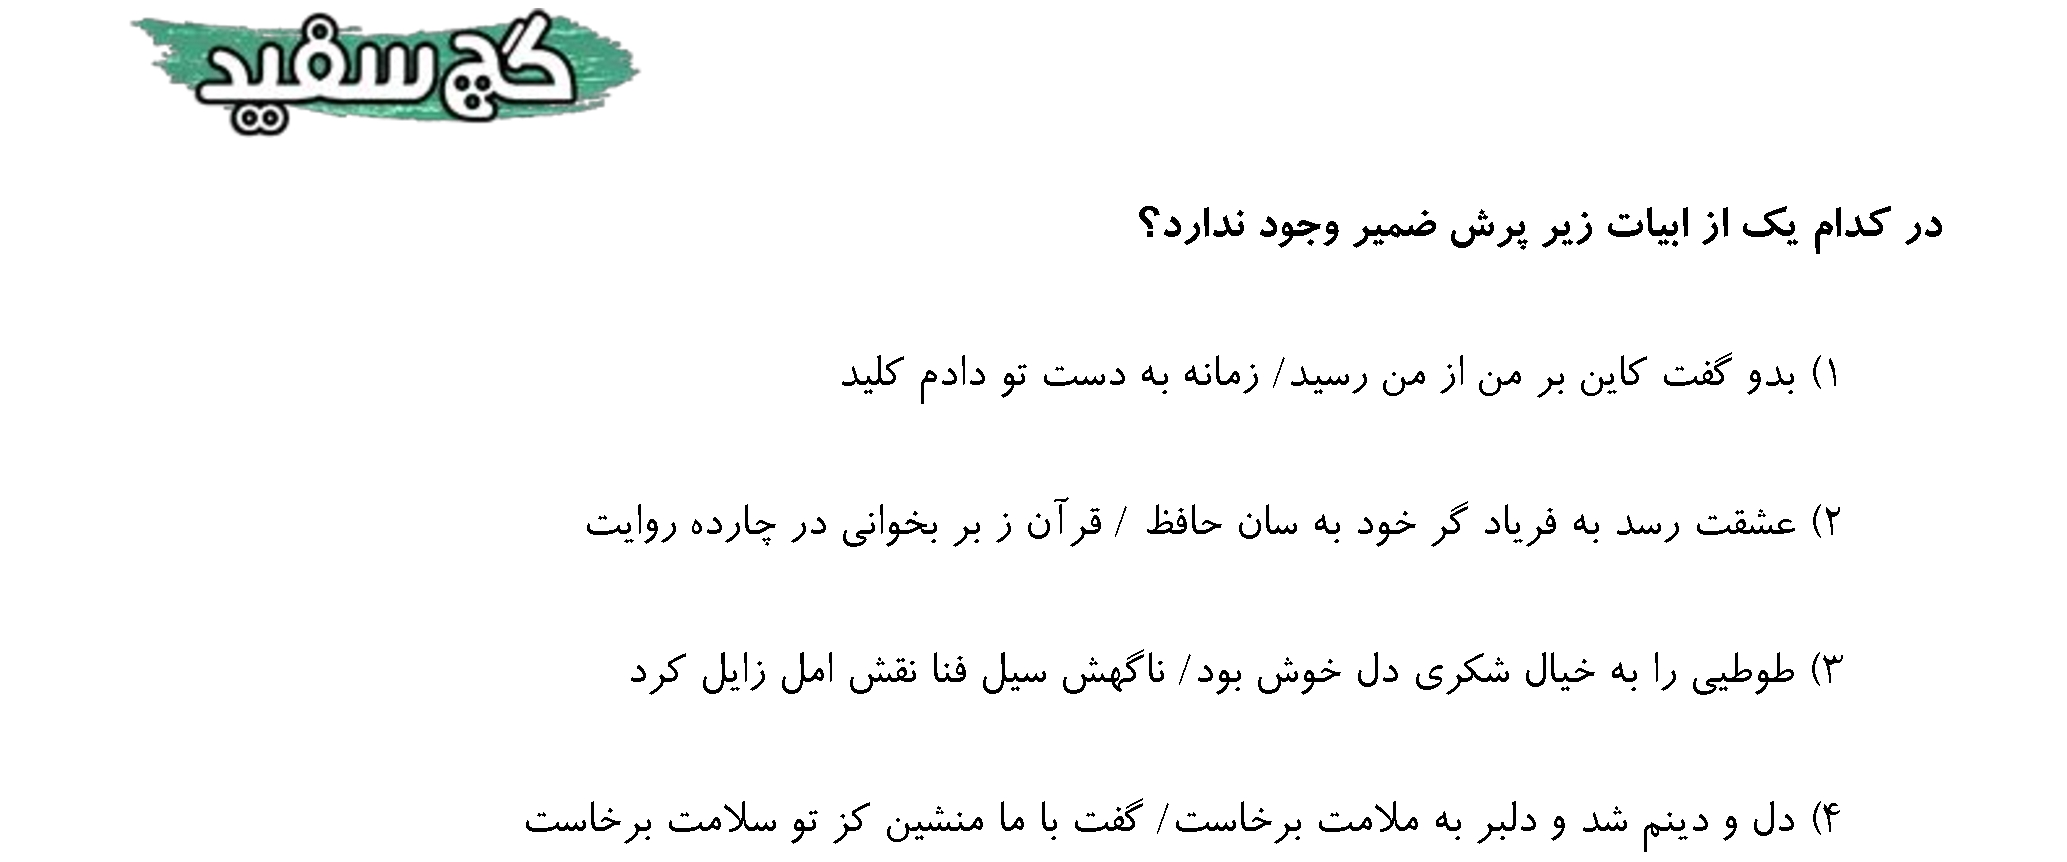 گچ سفید
در کدام یک از ابیات زیر پرش ضمیر وجود ندارد؟
۱) بدو گفت کاین بر من از من رسید/ زمانه به دست تو دادم کلید
۲) عشقت رسد به فریاد گر خود به سان حافظ / قرآن ز بر بخوانی در چارده روایت
۳) طوطیی را به خیال شکری دل خوش بود/ ناگهش سیل فنا نقش امل زایل کرد
۴) دل و دینم شد و دلبر به ملامت برخاست/ گفت با ما منشین کز تو سلامت برخاست